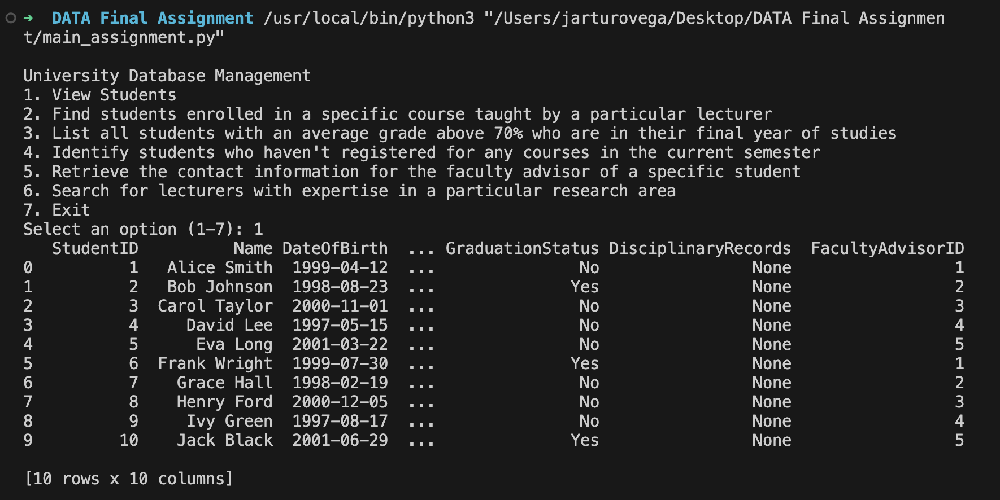 ➜  DATA Final Assignment /usr/local/bin/python3 "/Users/jarturovega/Desktop/DATA Final Assignmen
t/main_assignment.py"

University Database Management
1. View Students
2. Find students enrolled in a specific course taught by a particular lecturer
3. List all students with an average grade above 70% who are in their final year of studies
4. Identify students who haven't registered for any courses in the current semester
5. Retrieve the contact information for the faculty advisor of a specific student
6. Search for lecturers with expertise in a particular research area
7. Exit
Select an option (1-7): 1
   StudentID          Name DateOfBirth  ... GraduationStatus DisciplinaryRecords  FacultyAdvisorID
0          1   Alice Smith  1999-04-12  ...               No                None                 1
1          2   Bob Johnson  1998-08-23  ...              Yes                None                 2
2          3  Carol Taylor  2000-11-01  ...               No                None                 3
3          4     David Lee  1997-05-15  ...               No                None                 4
4          5      Eva Long  2001-03-22  ...               No                None                 5
5          6  Frank Wright  1999-07-30  ...              Yes                None                 1
6          7    Grace Hall  1998-02-19  ...               No                None                 2
7          8    Henry Ford  2000-12-05  ...               No                None                 3
8          9     Ivy Green  1997-08-17  ...               No                None                 4
9         10    Jack Black  2001-06-29  ...              Yes                None                 5

[10 rows x 10 columns]